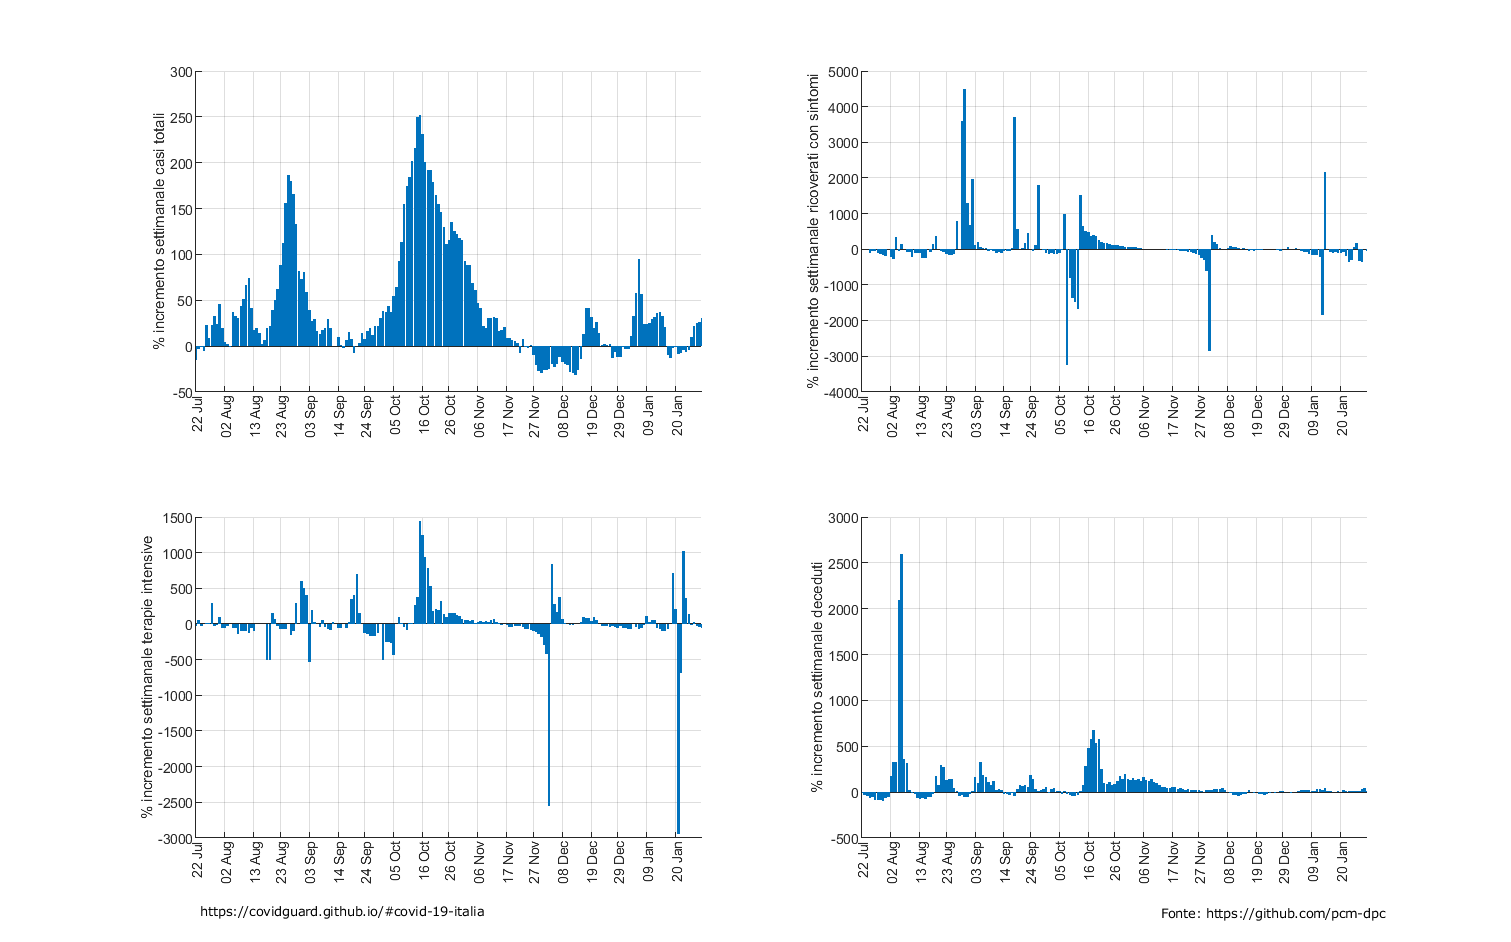 % incremento settimanale casi totali
300
250
200
150
100
50
0
-50
22 Jul
02 Aug
13 Aug
23 Aug
03 Sep
14 Sep
24 Sep
05 Oct
16 Oct
26 Oct
06 Nov
17 Nov
27 Nov
08 Dec
19 Dec
29 Dec
09 Jan
20 Jan
% incremento settimanale ricoverati con sintomi
5000
4000
3000
2000
1000
0
-1000
-2000
-3000
-4000
22 Jul
02 Aug
13 Aug
23 Aug
03 Sep
14 Sep
24 Sep
05 Oct
16 Oct
26 Oct
06 Nov
17 Nov
27 Nov
08 Dec
19 Dec
29 Dec
09 Jan
20 Jan
% incremento settimanale terapie intensive
1500
1000
500
0
-500
-1000
-1500
-2000
-2500
-3000
22 Jul
02 Aug
13 Aug
23 Aug
03 Sep
14 Sep
24 Sep
05 Oct
16 Oct
26 Oct
06 Nov
17 Nov
27 Nov
08 Dec
19 Dec
29 Dec
09 Jan
20 Jan
% incremento settimanale deceduti
3000
2500
2000
1500
1000
500
0
-500
22 Jul
02 Aug
13 Aug
23 Aug
03 Sep
14 Sep
24 Sep
05 Oct
16 Oct
26 Oct
06 Nov
17 Nov
27 Nov
08 Dec
19 Dec
29 Dec
09 Jan
20 Jan
https://covidguard.github.io/#covid-19-italia
Fonte: https://github.com/pcm-dpc